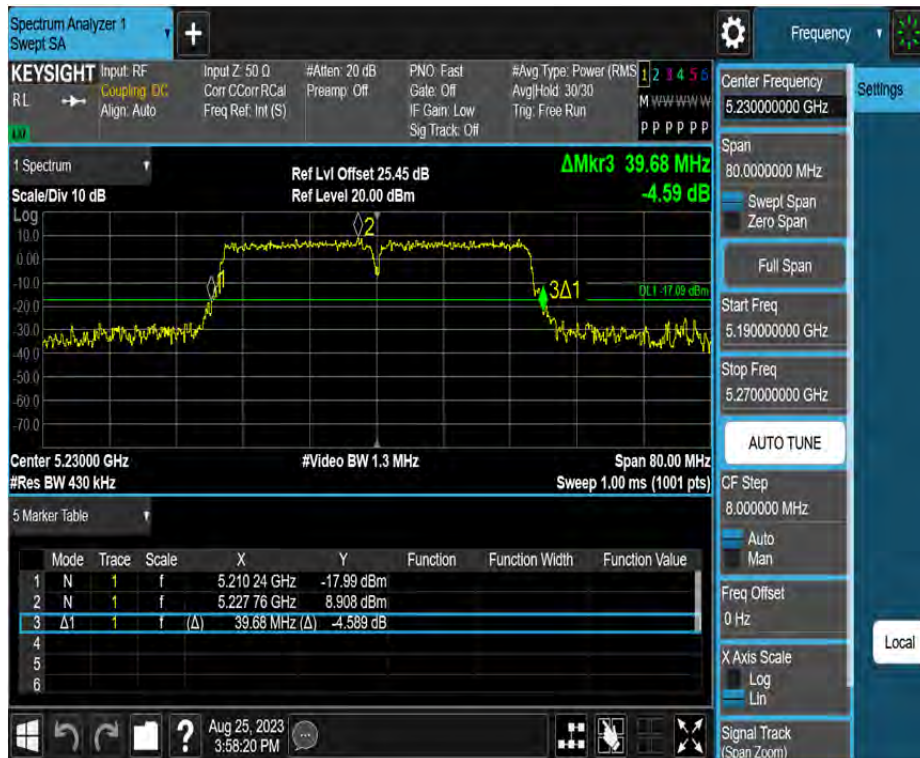 Spectrum Analyzer 1
Swept SA
+
Frequency
KEYSIGHT Input: RF Input Z: 50 Ω #Atten: 20 dB PNO: Fast #Avg Type: Power (RMS 1 2 3 4 5 6
RL Coupling: DC Corr CCorr RCal Preamp: Off Gate: Off Avg|Hold: 30/30 M W W W W W
Align: Auto Freq Ref: Int (S) IF Gain: Low Trig: Free Run
Sig Track: Off P P P P P P
Settings
Center Frequency
5.230000000 GHz
Span
80.0000000 MHz
Swept Span
Zero Span
Full Span
Start Freq
5.190000000 GHz
Stop Freq
5.270000000 GHz
AUTO TUNE
CF Step
8.000000 MHz
Auto
Man
Freq Offset
0 Hz
X Axis Scale
Log
Lin
Signal Track
(Span Zoom)
Local
1 Spectrum
Scale/Div 10 dB
Ref Lvl Offset 25.45 dB
Ref Level 20.00 dBm
ΔMkr3 39.68 MHz
-4.59 dB
Log
10.0
0.00
-10.0
-20.0
-30.0
-40.0
-50.0
-60.0
-70.0
2
3Δ1
DL1 -17.09 dBm
Center 5.23000 GHz #Video BW 1.3 MHz Span 80.00 MHz
#Res BW 430 kHz Sweep 1.00 ms (1001 pts)
5 Marker Table
Mode Trace Scale X Y Function Function Width Function Value
1 N 1 f 5.210 24 GHz -17.99 dBm
2 N 1 f 5.227 76 GHz 8.908 dBm
3 Δ1 1 f (Δ) 39.68 MHz (Δ) -4.589 dB
4
5
6
?
Aug 25, 2023
3:58:20 PM